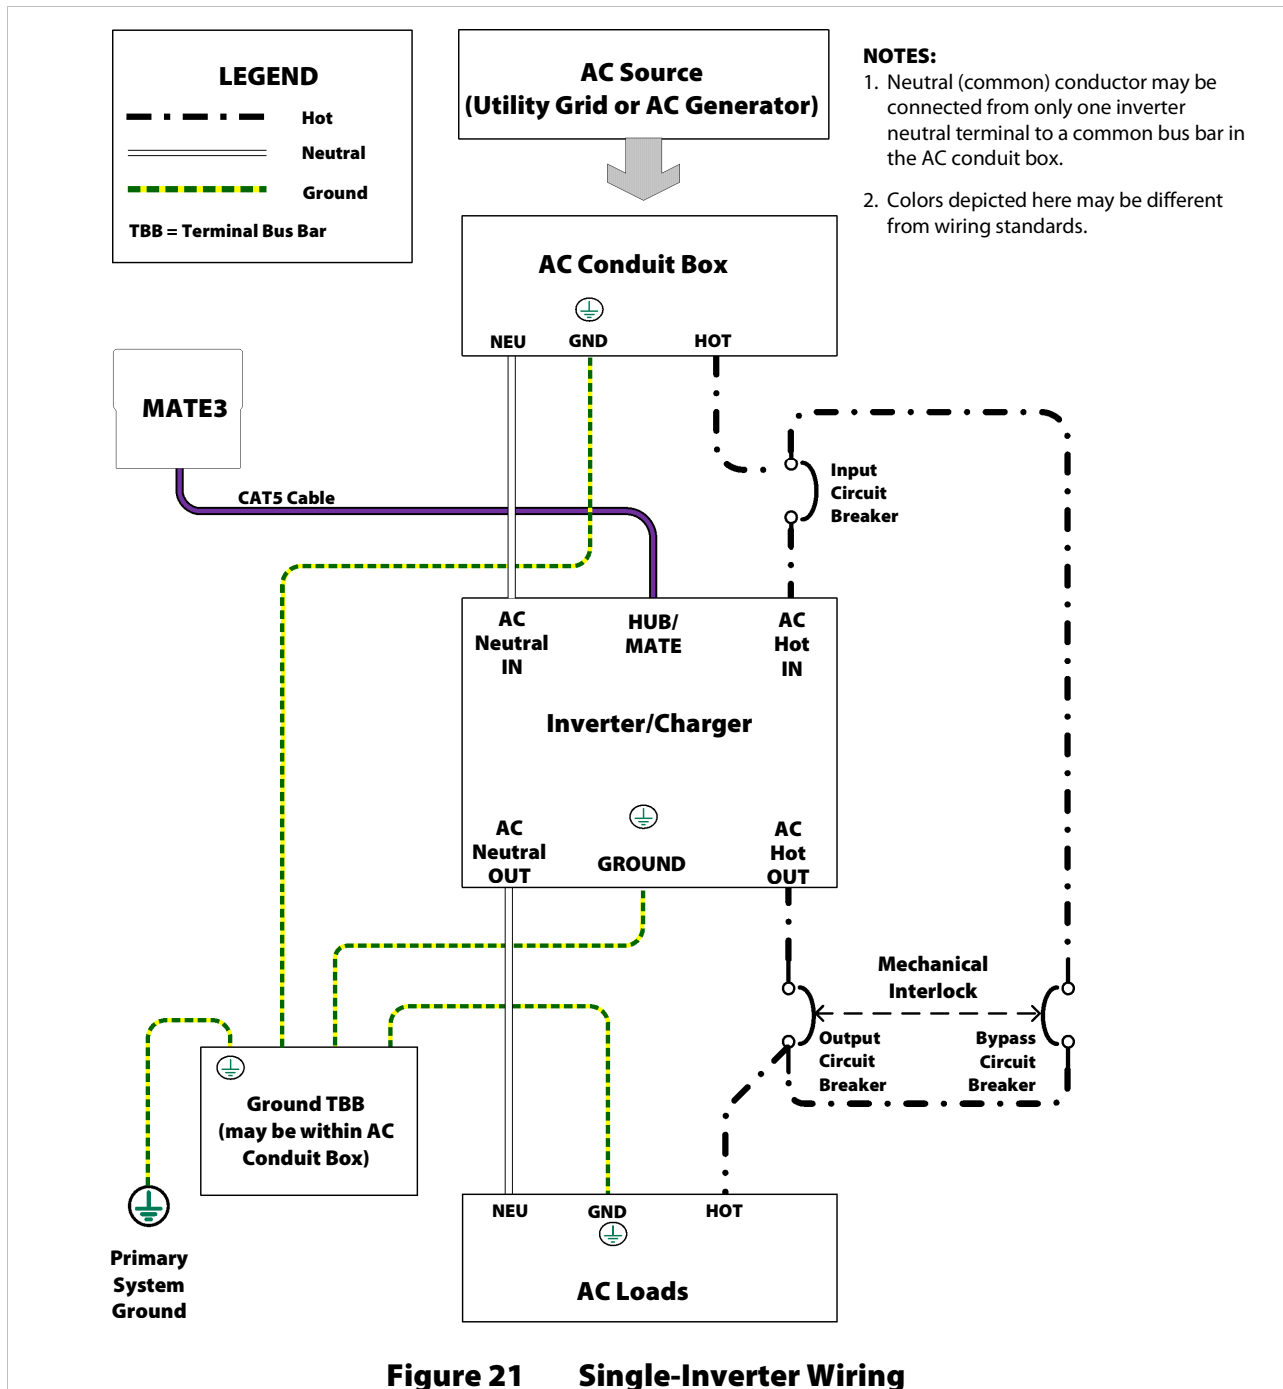 LEGEND
Hot
Neutral
Ground
TBB = Terminal Bus Bar
AC Source
(Utility Grid or AC Generator)
NOTES:
1. Neutral (common) conductor may be
connected from only one inverter
neutral terminal to a common bus bar in
the AC conduit box.
2. Colors depicted here may be different
from wiring standards.
AC Conduit Box
NEU
GND
HOT
MATE3
CAT5 Cable
Input
Circuit
Breaker
AC
Neutral
IN
HUB/
MATE
AC
Hot
IN
Inverter/Charger
AC
Neutral
OUT
GROUND
AC
Hot
OUT
Mechanical
Interlock
Output
Circuit
Breaker
Bypass
Circuit
Breaker
Ground TBB
(may be within AC
Conduit Box)
Primary
System
Ground
NEU
GND
HOT
AC Loads
Figure 21 Single-Inverter Wiring